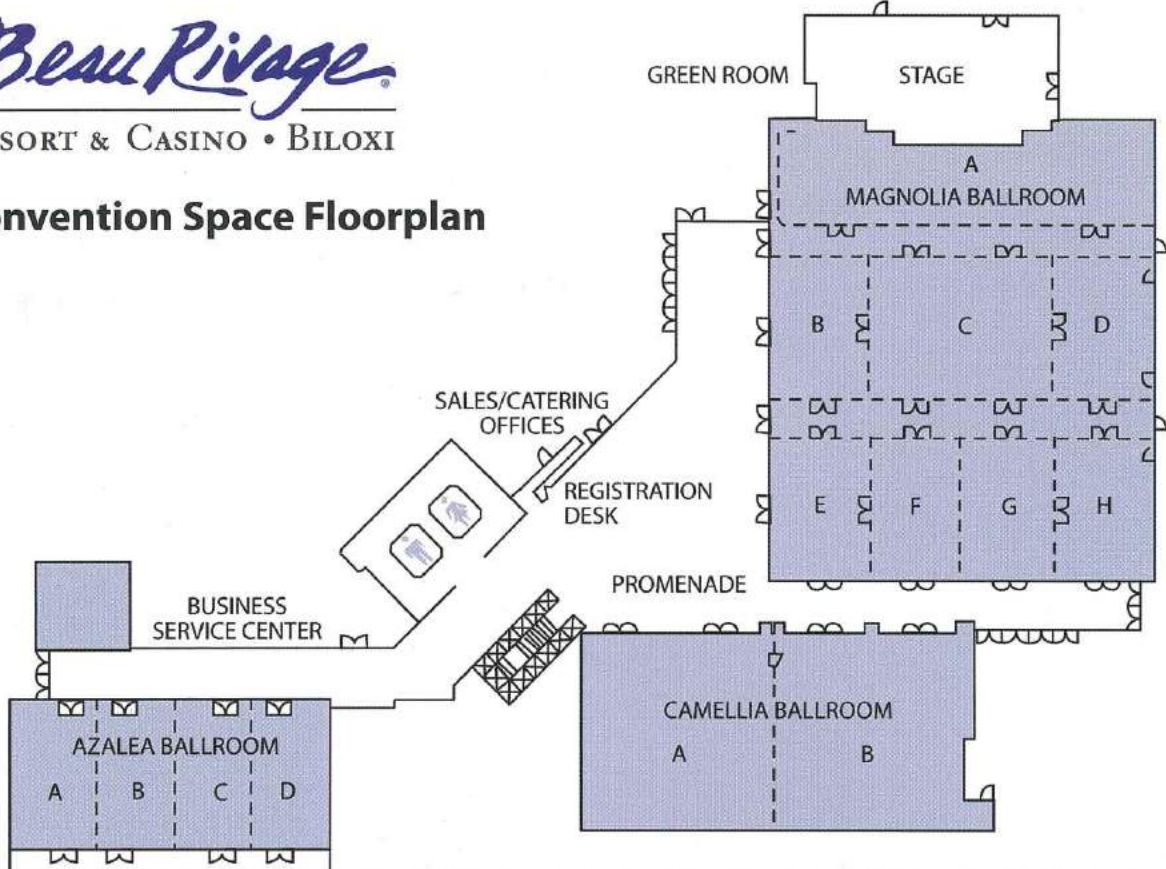 Beau Rivage®
SORT & CASINO • BILOXI
nvention Space Floorplan
GREEN ROOM
STAGE
A
MAGNOLIA BALLROOM
B
C
D
SALES/CATERING
OFFICES
REGISTRATION
DESK
E
F
G
H
PROMENADE
BUSINESS
SERVICE CENTER
CAMELLIA BALLROOM
A
B
AZALEA BALLROOM
A
B
C
D